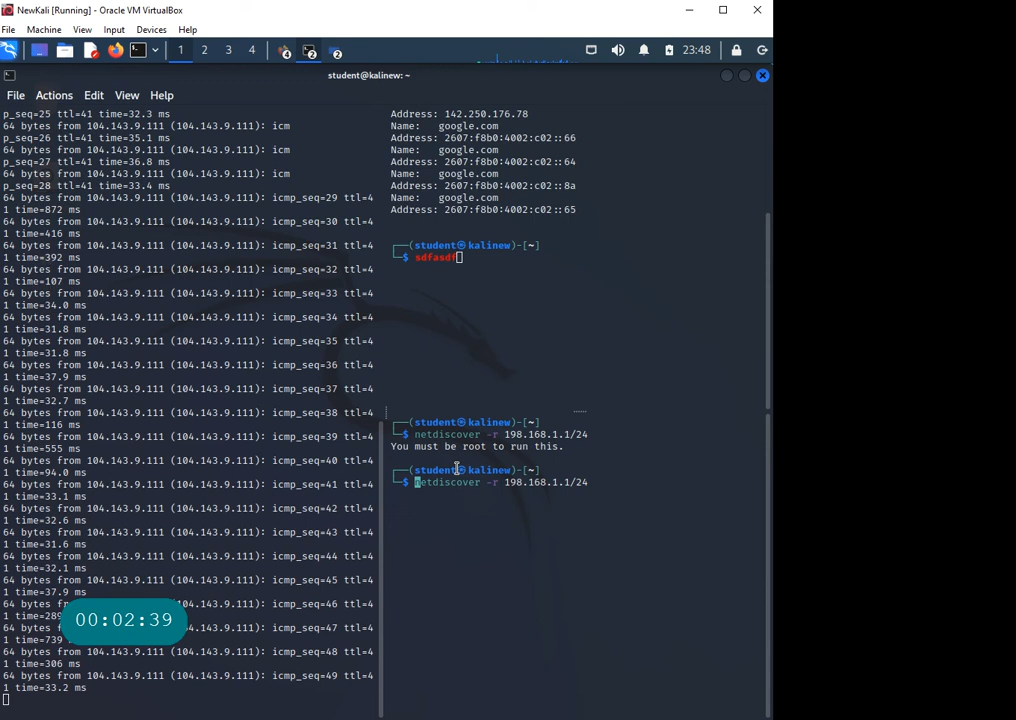 NewKali [Running] - Oracle VM VirtualBox
File Machine View Input Devices Help
1 2 3 4 4 2 2 23:48
student@kalinew: ~
File Actions Edit View Help
p_seq=25 ttl=41 time=32.3 ms
64 bytes from 104.143.9.111 (104.143.9.111): icm
p_seq=26 ttl=41 time=35.1 ms
64 bytes from 104.143.9.111 (104.143.9.111): icm
p_seq=27 ttl=41 time=36.8 ms
64 bytes from 104.143.9.111 (104.143.9.111): icm
p_seq=28 ttl=41 time=33.4 ms
64 bytes from 104.143.9.111 (104.143.9.111): icmp_seq=29 ttl=4
1 time=872 ms
64 bytes from 104.143.9.111 (104.143.9.111): icmp_seq=30 ttl=4
1 time=416 ms
64 bytes from 104.143.9.111 (104.143.9.111): icmp_seq=31 ttl=4
1 time=392 ms
64 bytes from 104.143.9.111 (104.143.9.111): icmp_seq=32 ttl=4
1 time=107 ms
64 bytes from 104.143.9.111 (104.143.9.111): icmp_seq=33 ttl=4
1 time=34.0 ms
64 bytes from 104.143.9.111 (104.143.9.111): icmp_seq=34 ttl=4
1 time=31.8 ms
64 bytes from 104.143.9.111 (104.143.9.111): icmp_seq=35 ttl=4
1 time=31.8 ms
64 bytes from 104.143.9.111 (104.143.9.111): icmp_seq=36 ttl=4
1 time=37.9 ms
64 bytes from 104.143.9.111 (104.143.9.111): icmp_seq=37 ttl=4
1 time=32.7 ms
64 bytes from 104.143.9.111 (104.143.9.111): icmp_seq=38 ttl=4
1 time=116 ms
64 bytes from 104.143.9.111 (104.143.9.111): icmp_seq=39 ttl=4
1 time=555 ms
64 bytes from 104.143.9.111 (104.143.9.111): icmp_seq=40 ttl=4
1 time=94.0 ms
64 bytes from 104.143.9.111 (104.143.9.111): icmp_seq=41 ttl=4
1 time=33.1 ms
64 bytes from 104.143.9.111 (104.143.9.111): icmp_seq=42 ttl=4
1 time=32.6 ms
64 bytes from 104.143.9.111 (104.143.9.111): icmp_seq=43 ttl=4
1 time=31.6 ms
64 bytes from 104.143.9.111 (104.143.9.111): icmp_seq=44 ttl=4
1 time=32.1 ms
64 bytes from 104.143.9.111 (104.143.9.111): icmp_seq=45 ttl=4
1 time=37.9 ms
64 bytes from 104.143.9.111 (104.143.9.111): icmp_seq=46 ttl=4
1 time=289
64 bytes from 104.143.9.111 (104.143.9.111): icmp_seq=47 ttl=4
1 time=739
64 bytes from 104.143.9.111 (104.143.9.111): icmp_seq=48 ttl=4
1 time=306 ms
64 bytes from 104.143.9.111 (104.143.9.111): icmp_seq=49 ttl=4
1 time=33.2 ms
00:02:39
Address: 142.250.176.78
Name: google.com
Address: 2607:f8b0:4002:c02::66
Name: google.com
Address: 2607:f8b0:4002:c02::64
Name: google.com
Address: 2607:f8b0:4002:c02::8a
Name: google.com
Address: 2607:f8b0:4002:c02::65
┌──(student㉿kalinew)-[~]
└─$ sdfasdf
┌──(student㉿kalinew)-[~]
└─$ netdiscover -r 198.168.1.1/24
You must be root to run this.
┌──(student㉿kalinew)-[~]
└─$ netdiscover -r 198.168.1.1/24